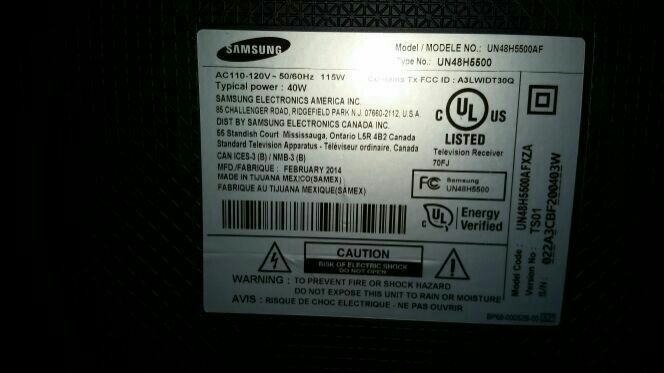 SAMSUNG
Model / MODELE NO.: UN48H5500AF
Type No.: UN48H5500
AC110-120V~ 50/60Hz 115W
Contains Tx FCC ID : A3LWIDT30Q
Typical power : 40W
SAMSUNG ELECTRONICS AMERICA INC.
85 CHALLENGER ROAD, RIDGEFIELD PARK N.J. 07660-2112, U.S.A
DIST BY SAMSUNG ELECTRONICS CANADA INC.
55 Standish Court Mississauga, Ontario L5R 4B2 Canada
Standard Television Apparatus - Téléviseur ordinaire, Canada
CAN ICES-3 (B) / NMB-3 (B)
MFD./FABRIQUE : FEBRUARY 2014
MADE IN TIJUANA MEXICO(SAMEX)
FABRIQUE AU TIJUANA MEXIQUE(SAMEX)
C UL US
LISTED
Television Receiver
70FJ
FC Samsung
UN48H5500
C UL Energy
Verified
CAUTION
RISK OF ELECTRIC SHOCK
DO NOT OPEN
WARNING : TO PREVENT FIRE OR SHOCK HAZARD
DO NOT EXPOSE THIS UNIT TO RAIN OR MOISTURE
AVIS : RISQUE DE CHOC ELECTRIQUE - NE PAS OUVRIR
Model Code : UN48H5500AFXZA
Version No : TS01
S/N : 022A3CBF200403W